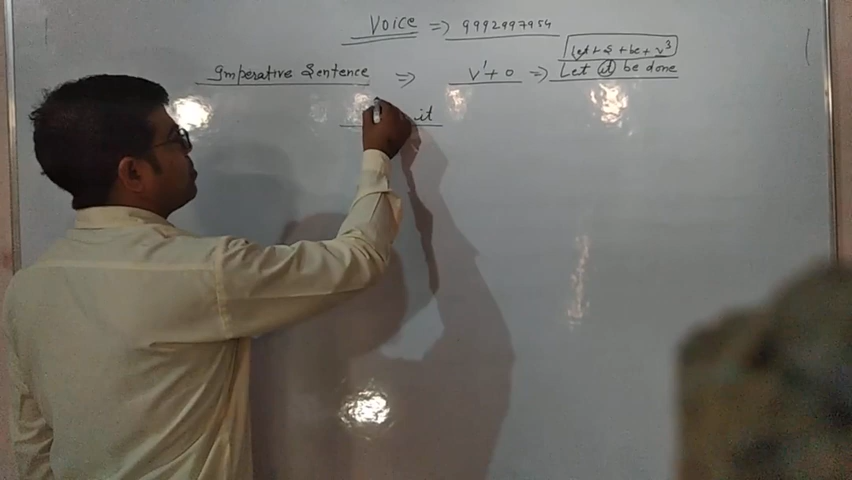 Voice => 9992997954
Let + S + be + V³
Imperative Sentence => V¹ + O => Let it be done
it